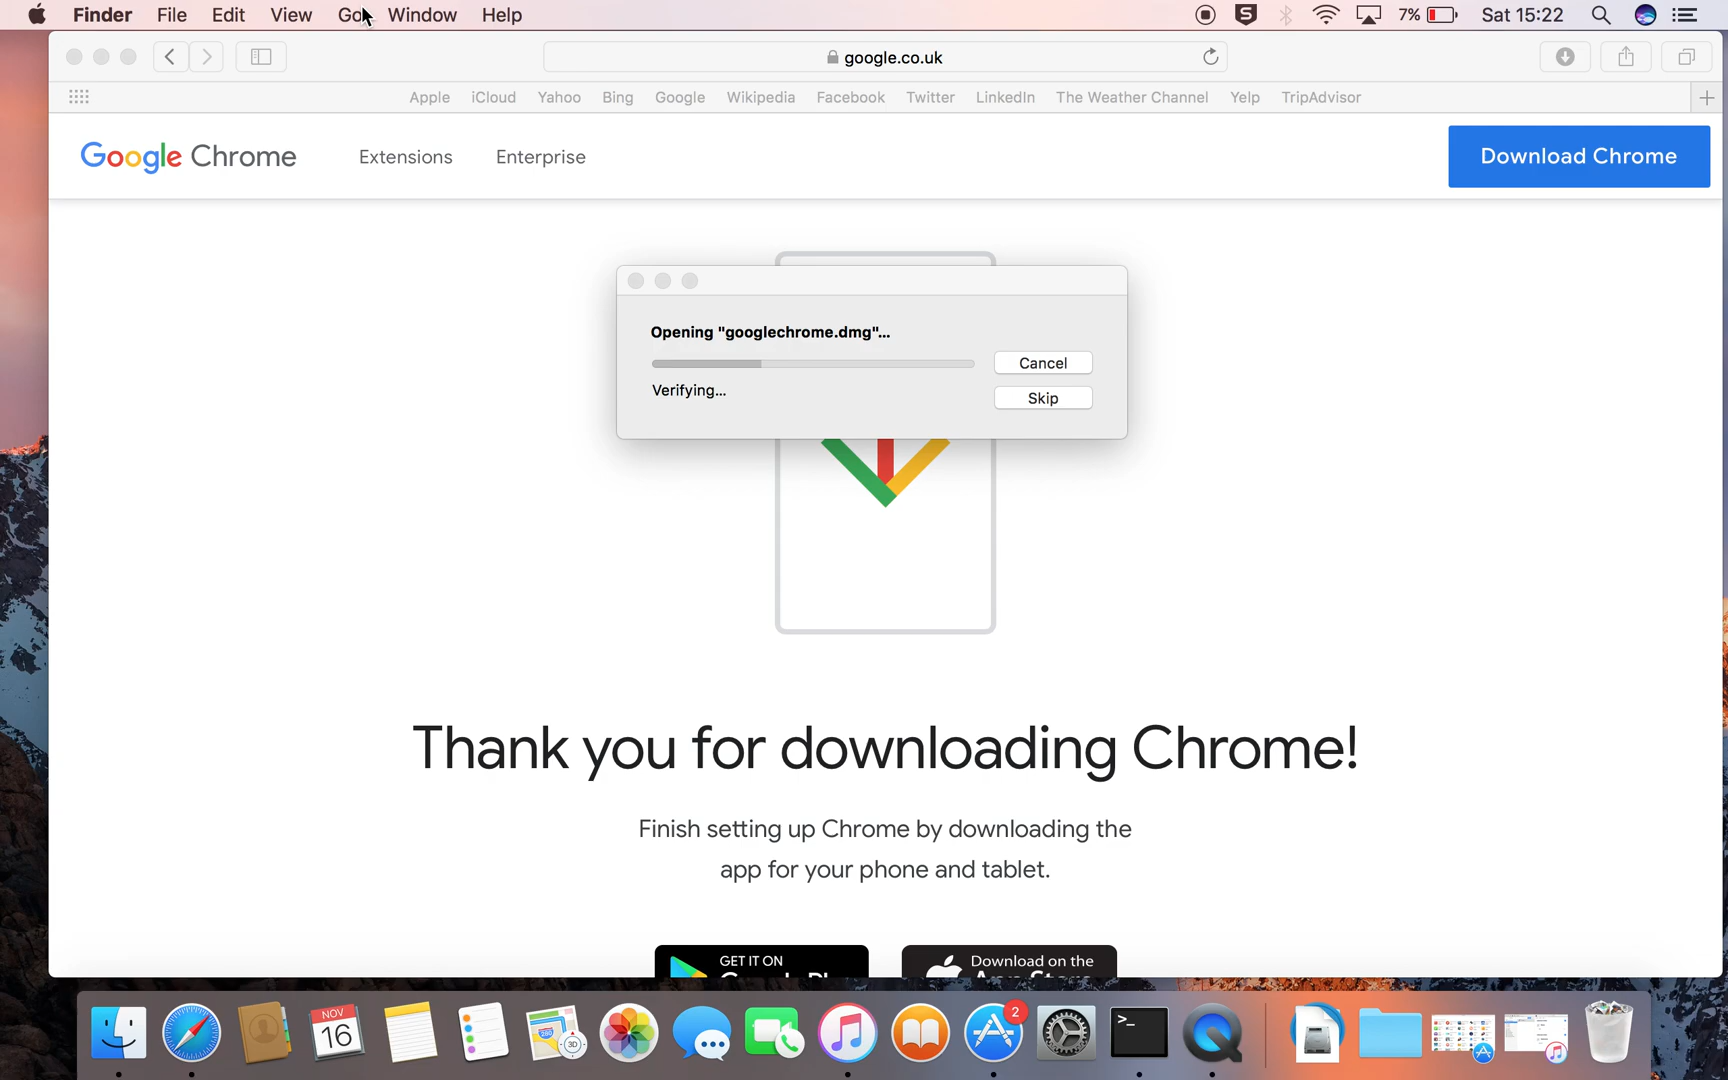 Finder File Edit View Go Window Help 7% Sat 15:22
google.co.uk
Apple iCloud Yahoo Bing Google Wikipedia Facebook Twitter LinkedIn The Weather Channel Yelp TripAdvisor
Google Chrome Extensions Enterprise Download Chrome
Opening "googlechrome.dmg"...
Cancel
Verifying...
Skip
Thank you for downloading Chrome!
Finish setting up Chrome by downloading the
app for your phone and tablet.
GET IT ON Download on the
NOV
16
3D
2
>_